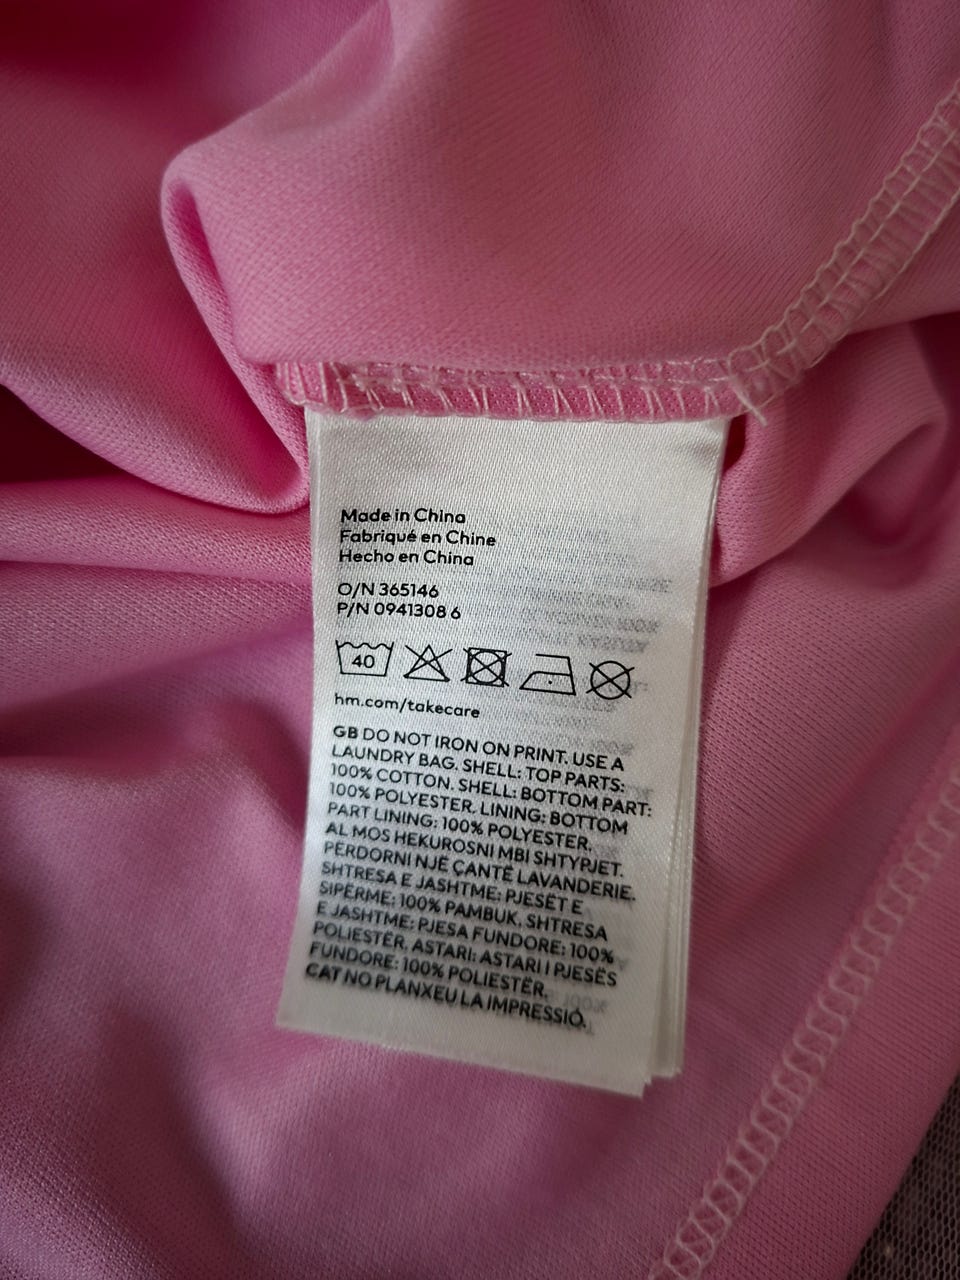 Made in China
Fabriqué en Chine
Hecho en China
O/N 365146
P/N 0941308 6
40
hm.com/takecare
GB DO NOT IRON ON PRINT. USE A
LAUNDRY BAG. SHELL: TOP PARTS:
100% COTTON. SHELL: BOTTOM PART:
100% POLYESTER. LINING: BOTTOM
PART LINING: 100% POLYESTER.
AL MOS HEKUROSNI MBI SHTYPJET.
PËRDORNI NJË ÇANTË LAVANDERIE.
SHTRESA E JASHTME: PJESËT E
SIPËRME: 100% PAMBUK. SHTRESA
E JASHTME: PJESA FUNDORE: 100%
POLIESTËR. ASTARI: ASTARI I PJESËS
FUNDORE: 100% POLIESTËR.
CAT NO PLANXEU LA IMPRESSIÓ.